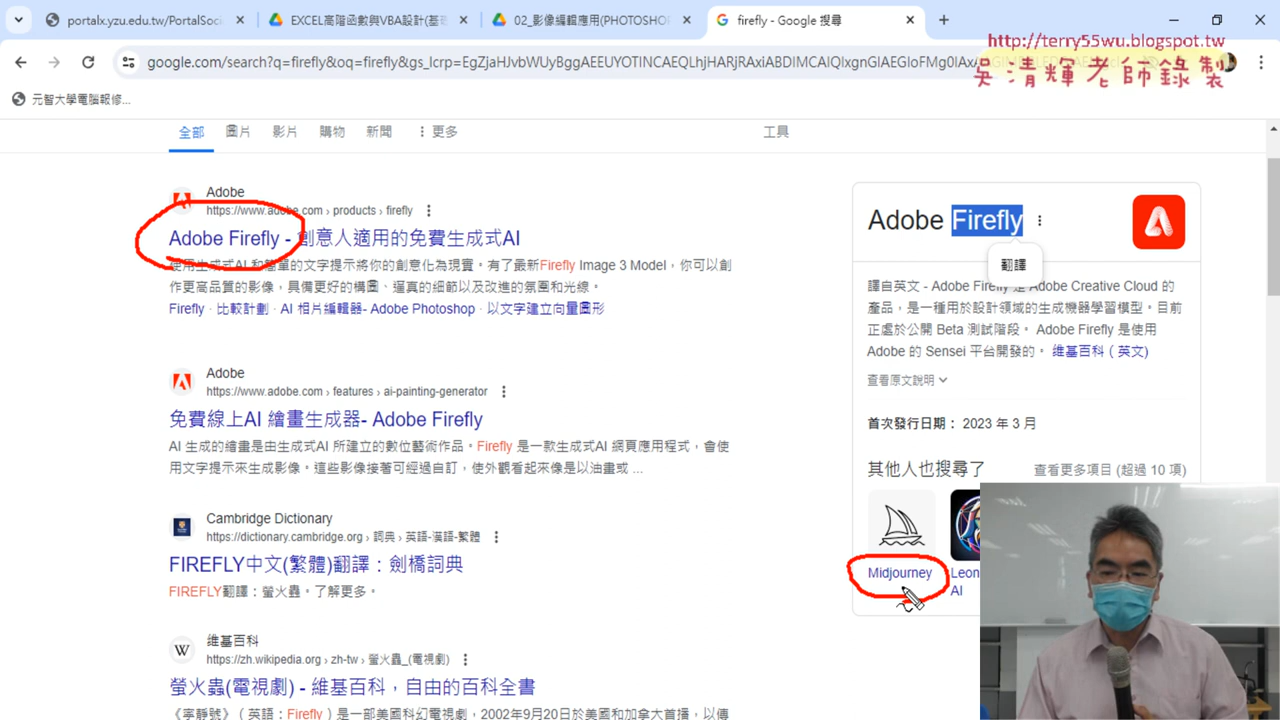 portalx.yzu.edu.tw/PortalSoci
EXCEL高階函數與VBA設計(基礎
02_影像編輯應用(PHOTOSHOP
firefly - Google 搜尋
http://terry55wu.blogspot.tw
吳清輝老師錄製
元智大學電腦報修...
全部
圖片
影片
購物
新聞
更多
工具
Adobe
https://www.adobe.com › products › firefly
Adobe Firefly - 創意人適用的免費生成式AI
使用生成式AI 和簡單的文字提示將你的創意化為現實。有了最新Firefly Image 3 Model，你可以創
作更高品質的影像，具備更好的構圖、逼真的細節以及改進的氛圍和光線。
Firefly · 比較計劃 · AI 相片編輯器- Adobe Photoshop · 以文字建立向量圖形
Adobe
https://www.adobe.com › features › ai-painting-generator
免費線上AI 繪畫生成器- Adobe Firefly
AI 生成的繪畫是由生成式AI 所建立的數位藝術作品。Firefly 是一款生成式AI 網頁應用程式，會使
用文字提示來生成影像。這些影像接著可經過自訂，使外觀看起來像是以油畫或 ...
Cambridge Dictionary
https://dictionary.cambridge.org › 詞典 › 英語-漢語-繁體
FIREFLY中文(繁體)翻譯：劍橋詞典
FIREFLY翻譯：螢火蟲。了解更多。
維基百科
https://zh.wikipedia.org › zh-tw › 螢火蟲_(電視劇)
螢火蟲(電視劇) - 維基百科，自由的百科全書
《寧靜號》（英語：Firefly）是一部美國科幻電視劇，2002年9月20日於美國和加拿大首播，以傳
Adobe Firefly
翻譯
譯自英文 - Adobe Firefly 是 Adobe Creative Cloud 的
產品，是一種用於設計領域的生成機器學習模型。目前
正處於公開 Beta 測試階段。 Adobe Firefly 是使用
Adobe 的 Sensei 平台開發的。 維基百科（英文）
查看原文說明
首次發行日期： 2023 年 3 月
其他人也搜尋了
查看更多項目 (超過 10 項)
Midjourney
Leon
AI